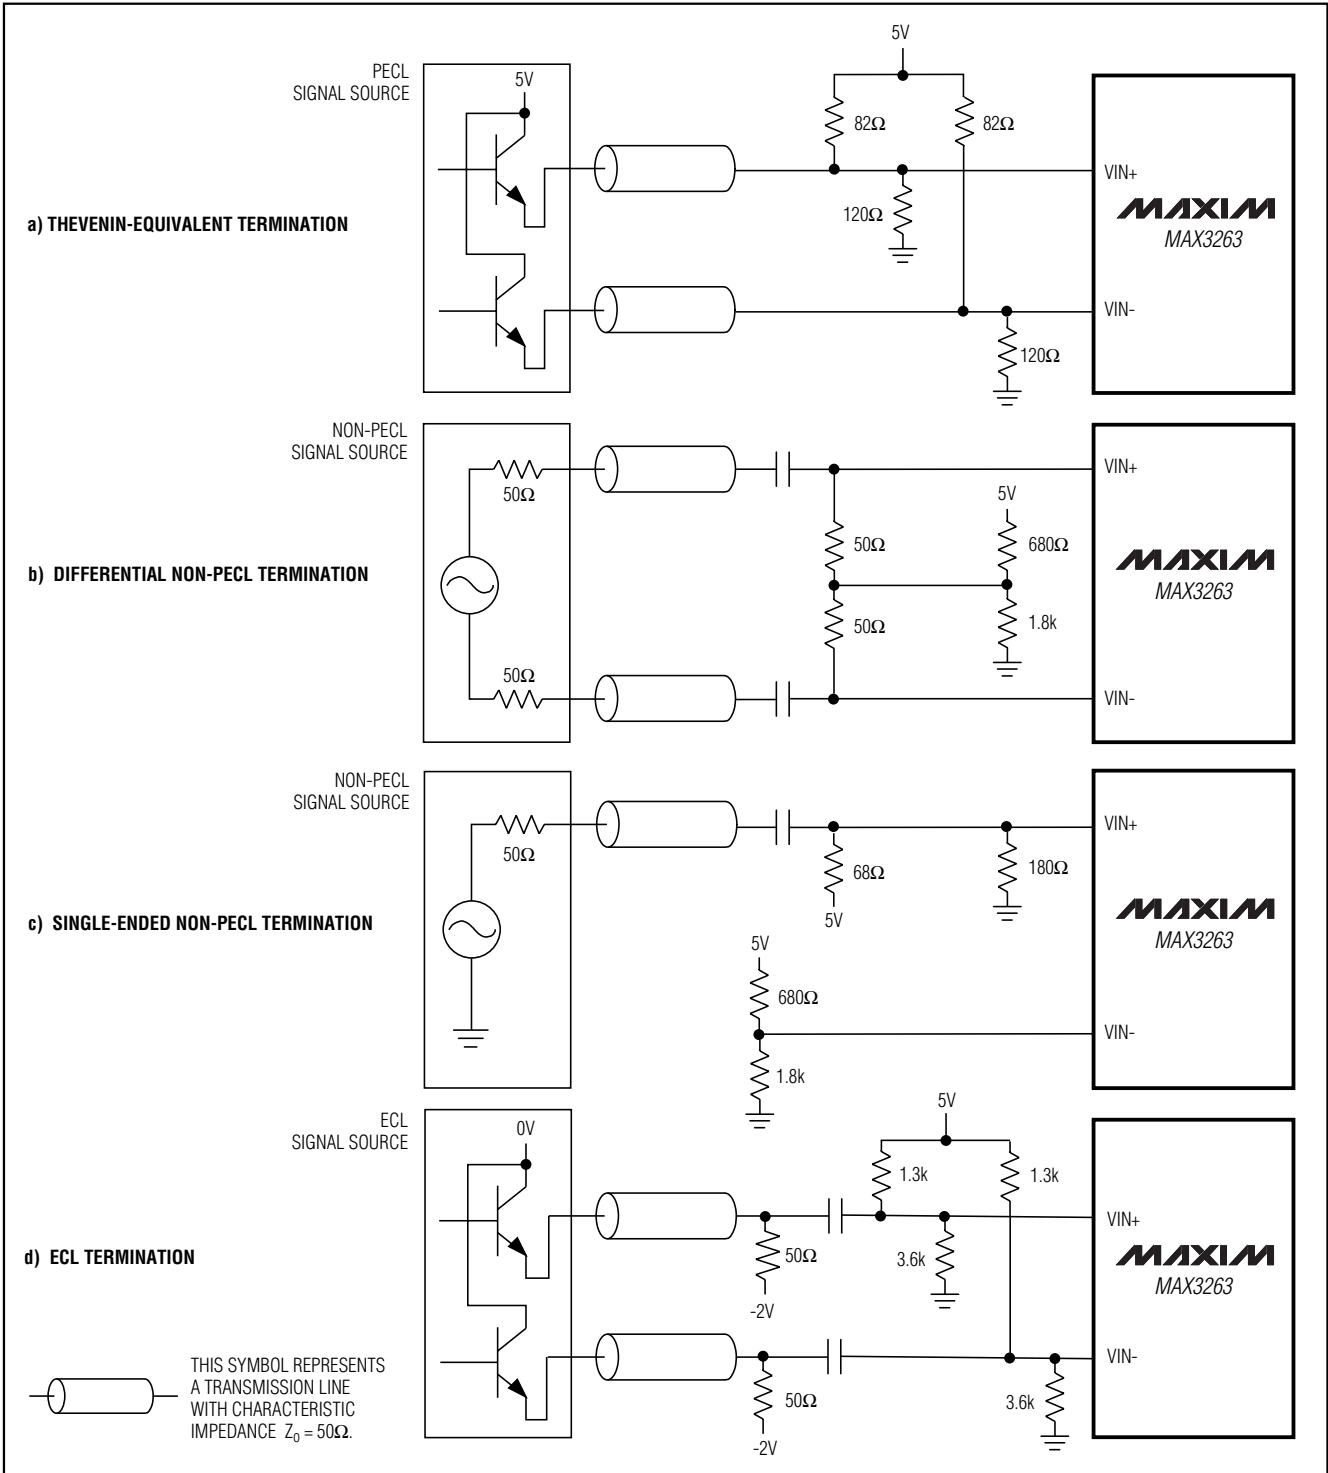 PECL
SIGNAL SOURCE
5V
5V
82Ω
82Ω
120Ω
120Ω
VIN+
MAXIM
MAX3263
VIN-
a) THEVENIN-EQUIVALENT TERMINATION
NON-PECL
SIGNAL SOURCE
50Ω
50Ω
50Ω
50Ω
5V
680Ω
1.8k
VIN+
MAXIM
MAX3263
VIN-
b) DIFFERENTIAL NON-PECL TERMINATION
NON-PECL
SIGNAL SOURCE
50Ω
68Ω
5V
180Ω
5V
680Ω
1.8k
VIN+
MAXIM
MAX3263
VIN-
c) SINGLE-ENDED NON-PECL TERMINATION
ECL
SIGNAL SOURCE
0V
5V
1.3k
1.3k
50Ω
-2V
3.6k
50Ω
-2V
3.6k
VIN+
MAXIM
MAX3263
VIN-
d) ECL TERMINATION
THIS SYMBOL REPRESENTS
A TRANSMISSION LINE
WITH CHARACTERISTIC
IMPEDANCE Z0 = 50Ω.